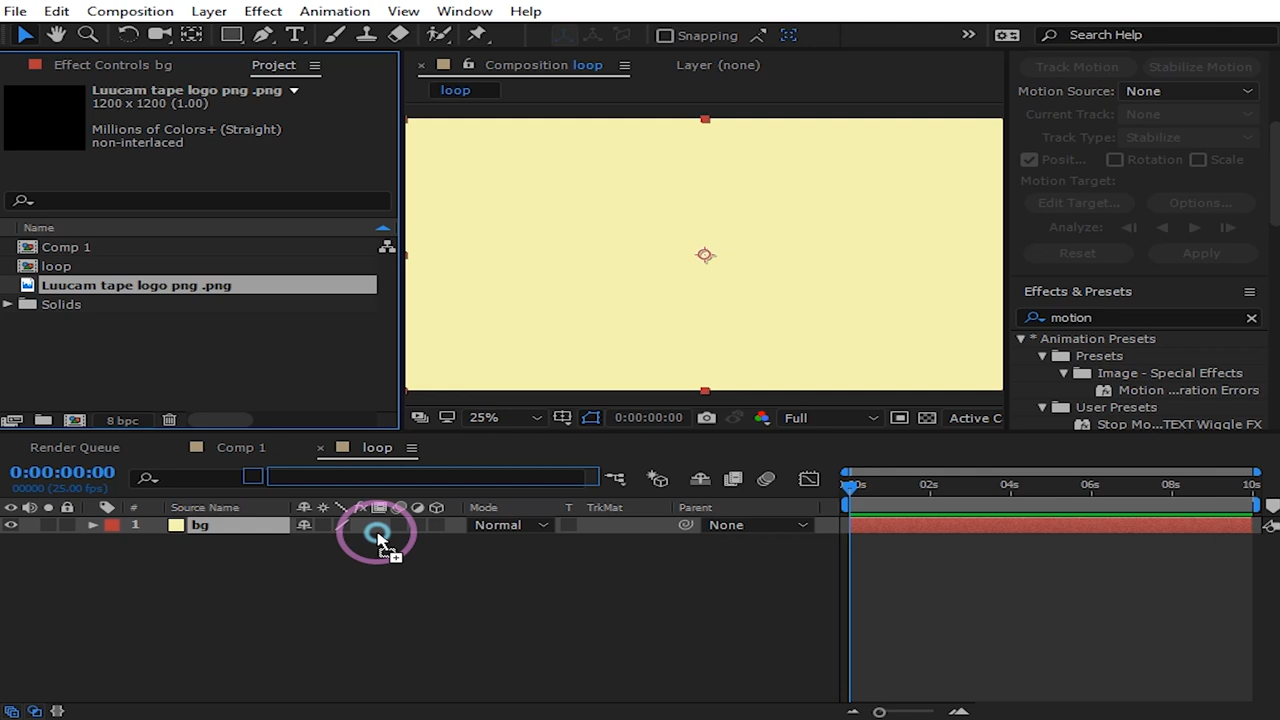 File Edit Composition Layer Effect Animation View Window Help
Snapping
Search Help
Effect Controls bg
Project
Luucam tape logo png .png
1200 x 1200 (1.00)
Millions of Colors+ (Straight)
non-interlaced
Name
Comp 1
loop
Luucam tape logo png .png
Solids
8 bpc
Composition loop
Layer (none)
loop
25%
0:00:00:00
Full
Active C
Track Motion Stabilize Motion
Motion Source: None
Current Track: None
Track Type: Stabilize
Posit... Rotation Scale
Motion Target:
Edit Target... Options...
Analyze:
Reset Apply
Effects & Presets
motion
* Animation Presets
Presets
Image - Special Effects
Motion ...ration Errors
User Presets
Stop Mo...TEXT Wiggle FX
Render Queue Comp 1 loop
0:00:00:00
00000 (25.00 fps)
# Source Name fx Mode T TrkMat Parent
1 bg Normal None
02s 04s 06s 08s 10s